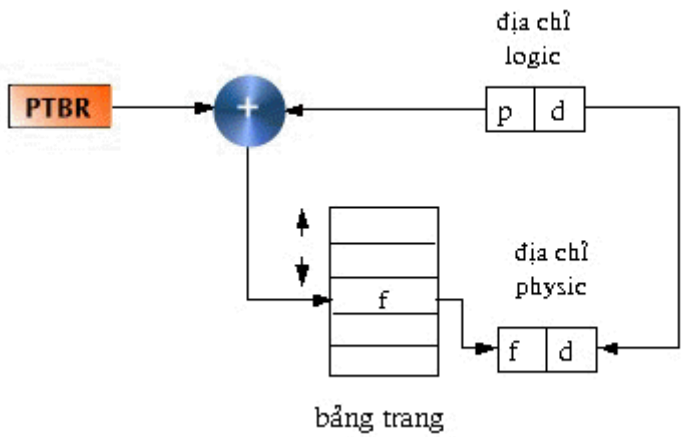 địa chỉ
logic
PTBR
+
p d
địa chỉ
physic
f
f d
bảng trang